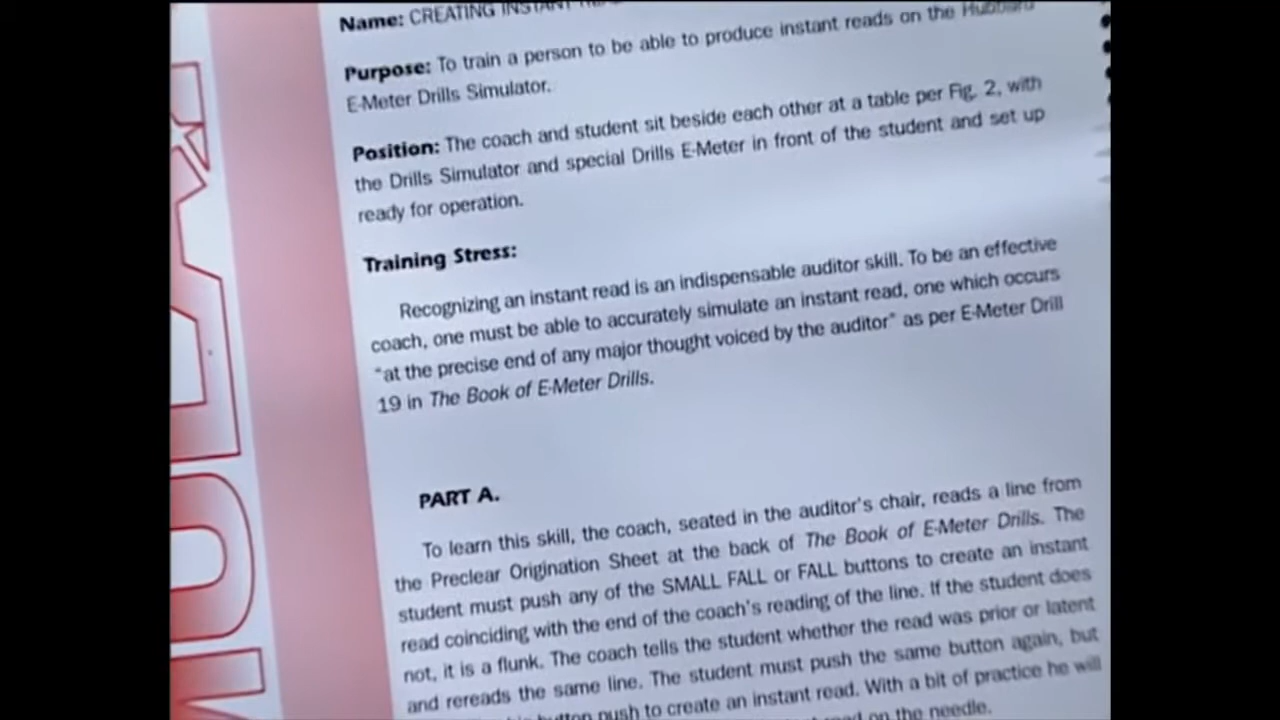 Name: CREATING INSTANT
Purpose: To train a person to be able to produce instant reads on the Hubbard
E-Meter Drills Simulator.
Position: The coach and student sit beside each other at a table per Fig. 2, with
the Drills Simulator and special Drills E-Meter in front of the student and set up
ready for operation.
Training Stress:
Recognizing an instant read is an indispensable auditor skill. To be an effective
coach, one must be able to accurately simulate an instant read, one which occurs
"at the precise end of any major thought voiced by the auditor" as per E-Meter Drill
19 in The Book of E-Meter Drills.
PART A.
To learn this skill, the coach, seated in the auditor's chair, reads a line from
the Preclear Origination Sheet at the back of The Book of E-Meter Drills. The
student must push any of the SMALL FALL or FALL buttons to create an instant
read coinciding with the end of the coach's reading of the line. If the student does
not, it is a flunk. The coach tells the student whether the read was prior or latent
and rereads the same line. The student must push the same button again, but
button push to create an instant read. With a bit of practice he will
on the needle.